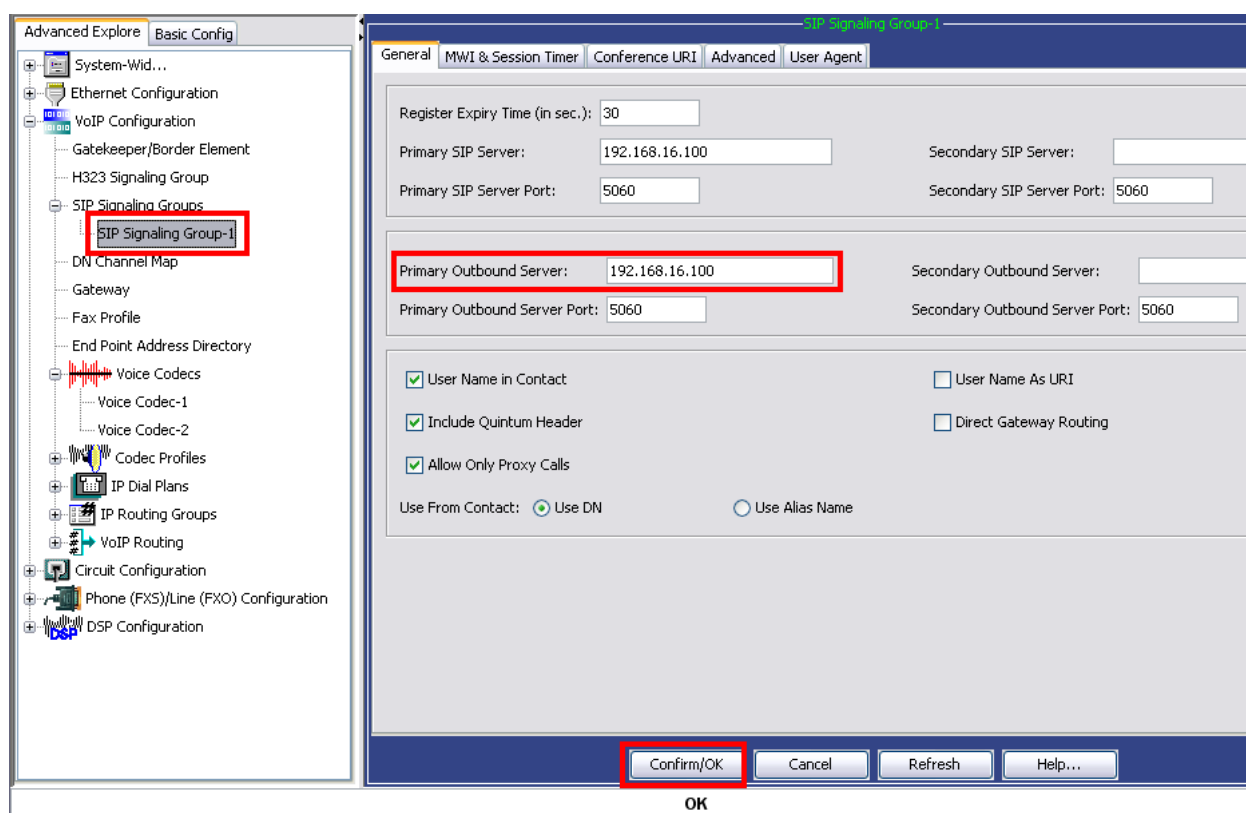 Advanced Explore
Basic Config
System-Wid...
Ethernet Configuration
VoIP Configuration
Gatekeeper/Border Element
H323 Signaling Group
SIP Signaling Groups
SIP Signaling Group-1
DN Channel Map
Gateway
Fax Profile
End Point Address Directory
Voice Codecs
Voice Codec-1
Voice Codec-2
Codec Profiles
IP Dial Plans
IP Routing Groups
VoIP Routing
Circuit Configuration
Phone (FXS)/Line (FXO) Configuration
DSP DSP Configuration
SIP Signaling Group-1
General MWI & Session Timer Conference URI Advanced User Agent
Register Expiry Time (in sec.): 30
Primary SIP Server: 192.168.16.100 Secondary SIP Server:
Primary SIP Server Port: 5060 Secondary SIP Server Port: 5060
Primary Outbound Server: 192.168.16.100 Secondary Outbound Server:
Primary Outbound Server Port: 5060 Secondary Outbound Server Port: 5060
User Name in Contact User Name As URI
Include Quintum Header Direct Gateway Routing
Allow Only Proxy Calls
Use From Contact: Use DN Use Alias Name
Confirm/OK Cancel Refresh Help...
OK